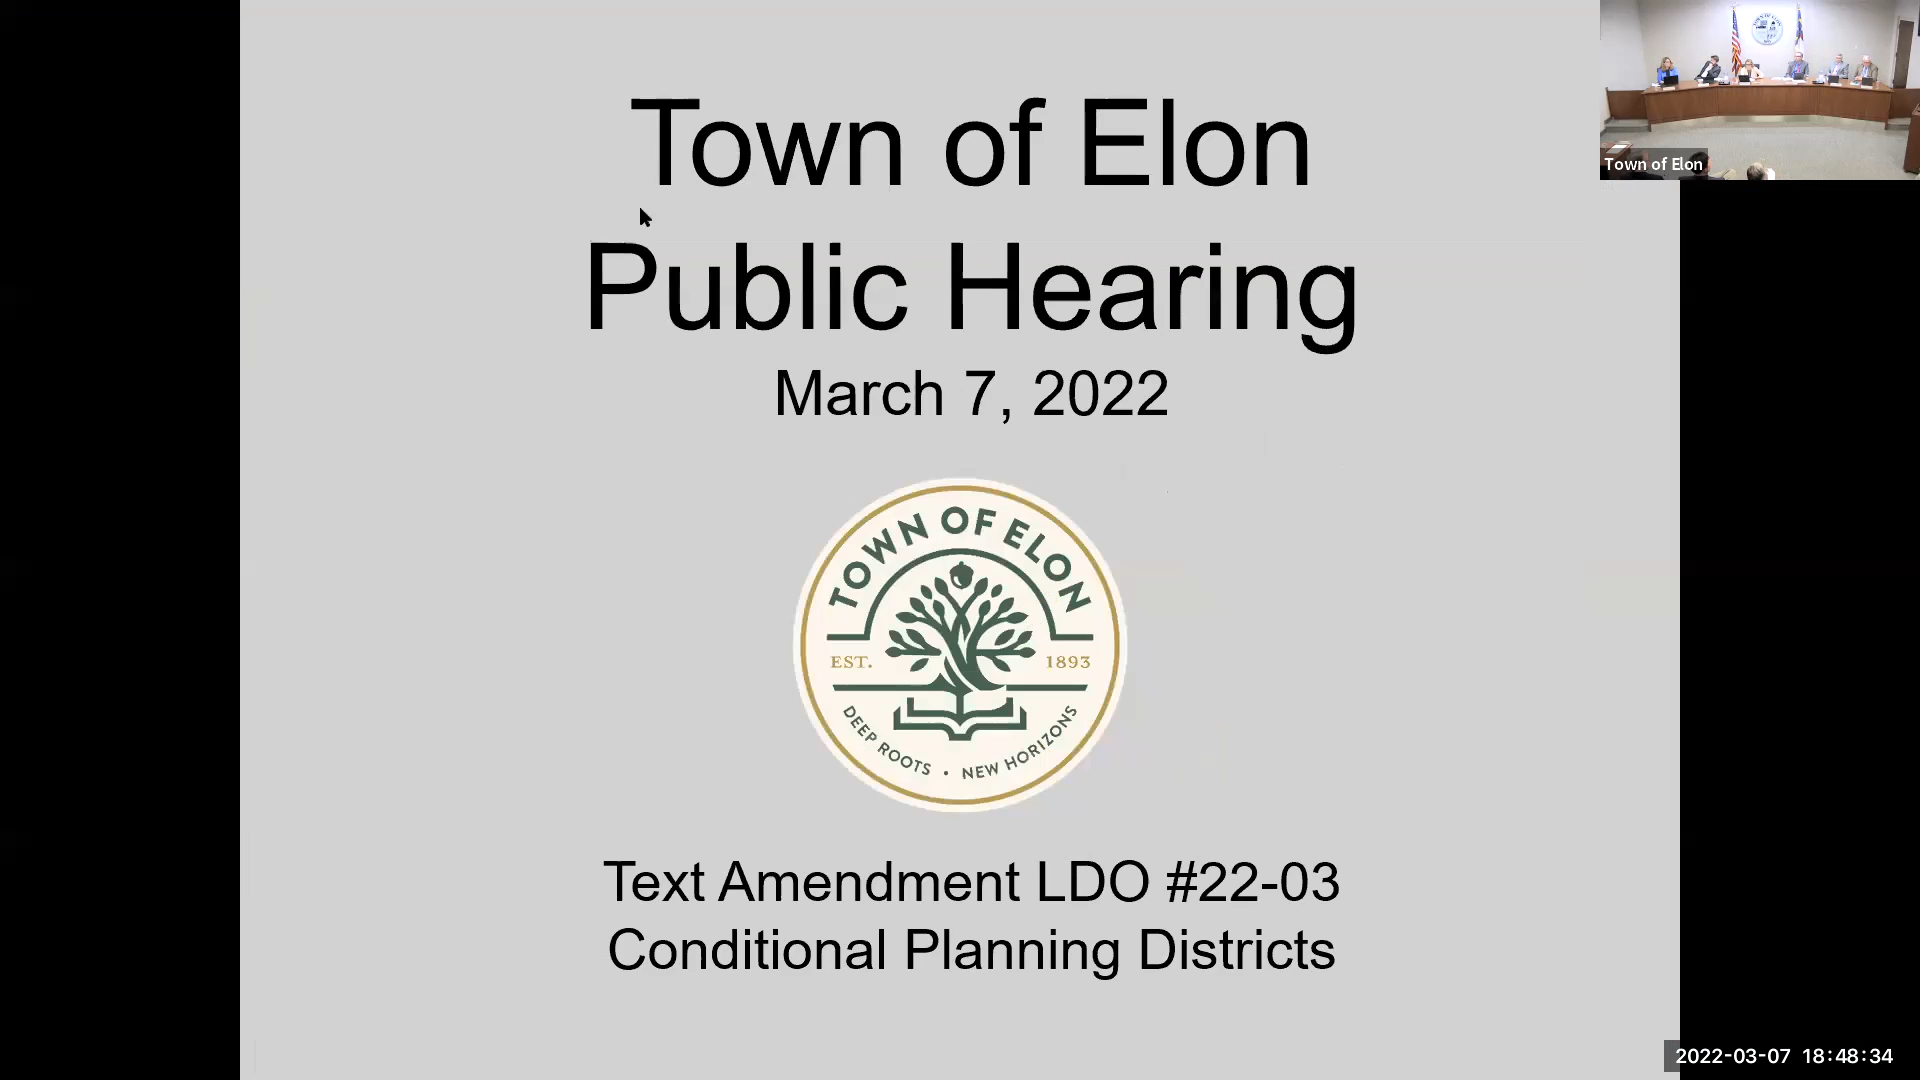 Town of Elon
Public Hearing
March 7, 2022
TOWN OF ELON
EST. 1893
DEEP ROOTS • NEW HORIZONS
Text Amendment LDO #22-03
Conditional Planning Districts
Town of Elon
2022-03-07 18:48:34